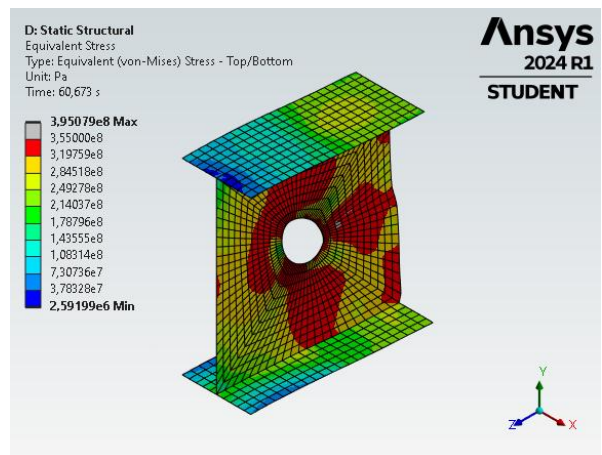 D: Static Structural
Equivalent Stress
Type: Equivalent (von-Mises) Stress - Top/Bottom
Unit: Pa
Time: 60,673 s
3,95079e8 Max
3,55000e8
3,19759e8
2,84518e8
2,49278e8
2,14037e8
1,78796e8
1,43555e8
1,08314e8
7,30736e7
3,78328e7
2,59199e6 Min
Ansys
2024 R1
STUDENT
Y
Z
X